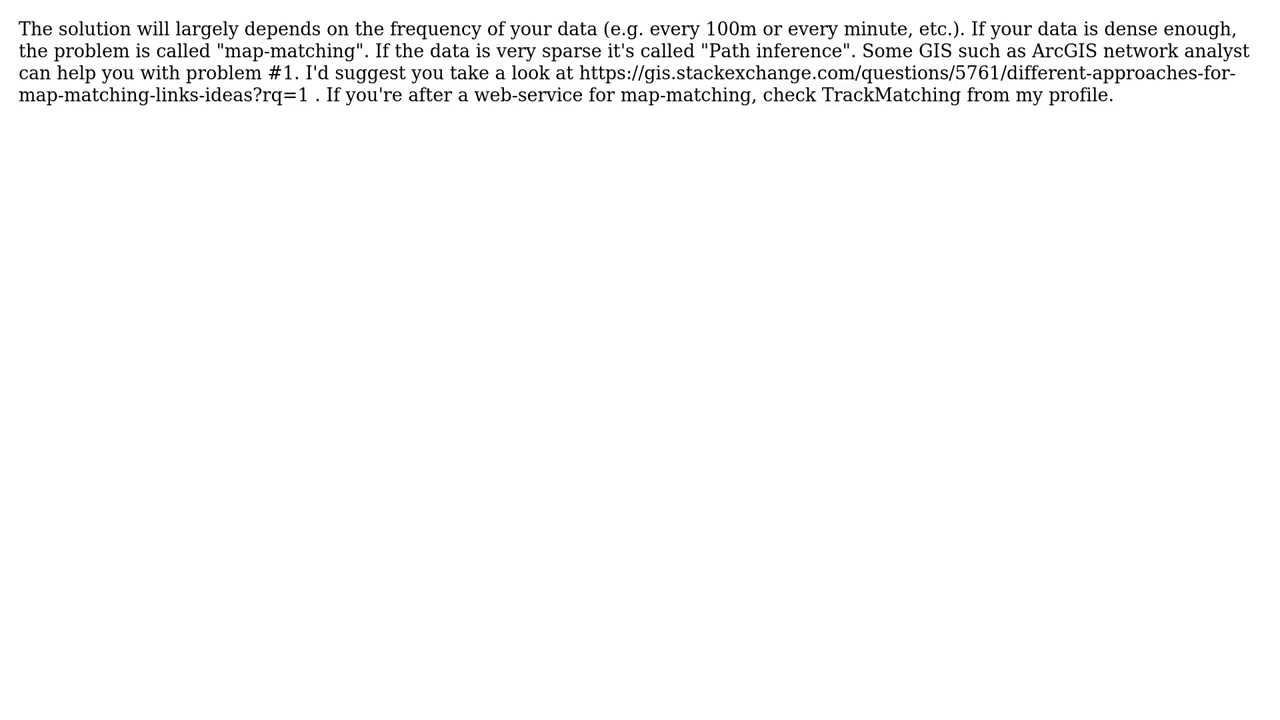 The solution will largely depends on the frequency of your data (e.g. every 100m or every minute, etc.). If your data is dense enough,
the problem is called "map-matching". If the data is very sparse it's called "Path inference". Some GIS such as ArcGIS network analyst
can help you with problem #1. I'd suggest you take a look at https://gis.stackexchange.com/questions/5761/different-approaches-for-
map-matching-links-ideas?rq=1 . If you're after a web-service for map-matching, check TrackMatching from my profile.